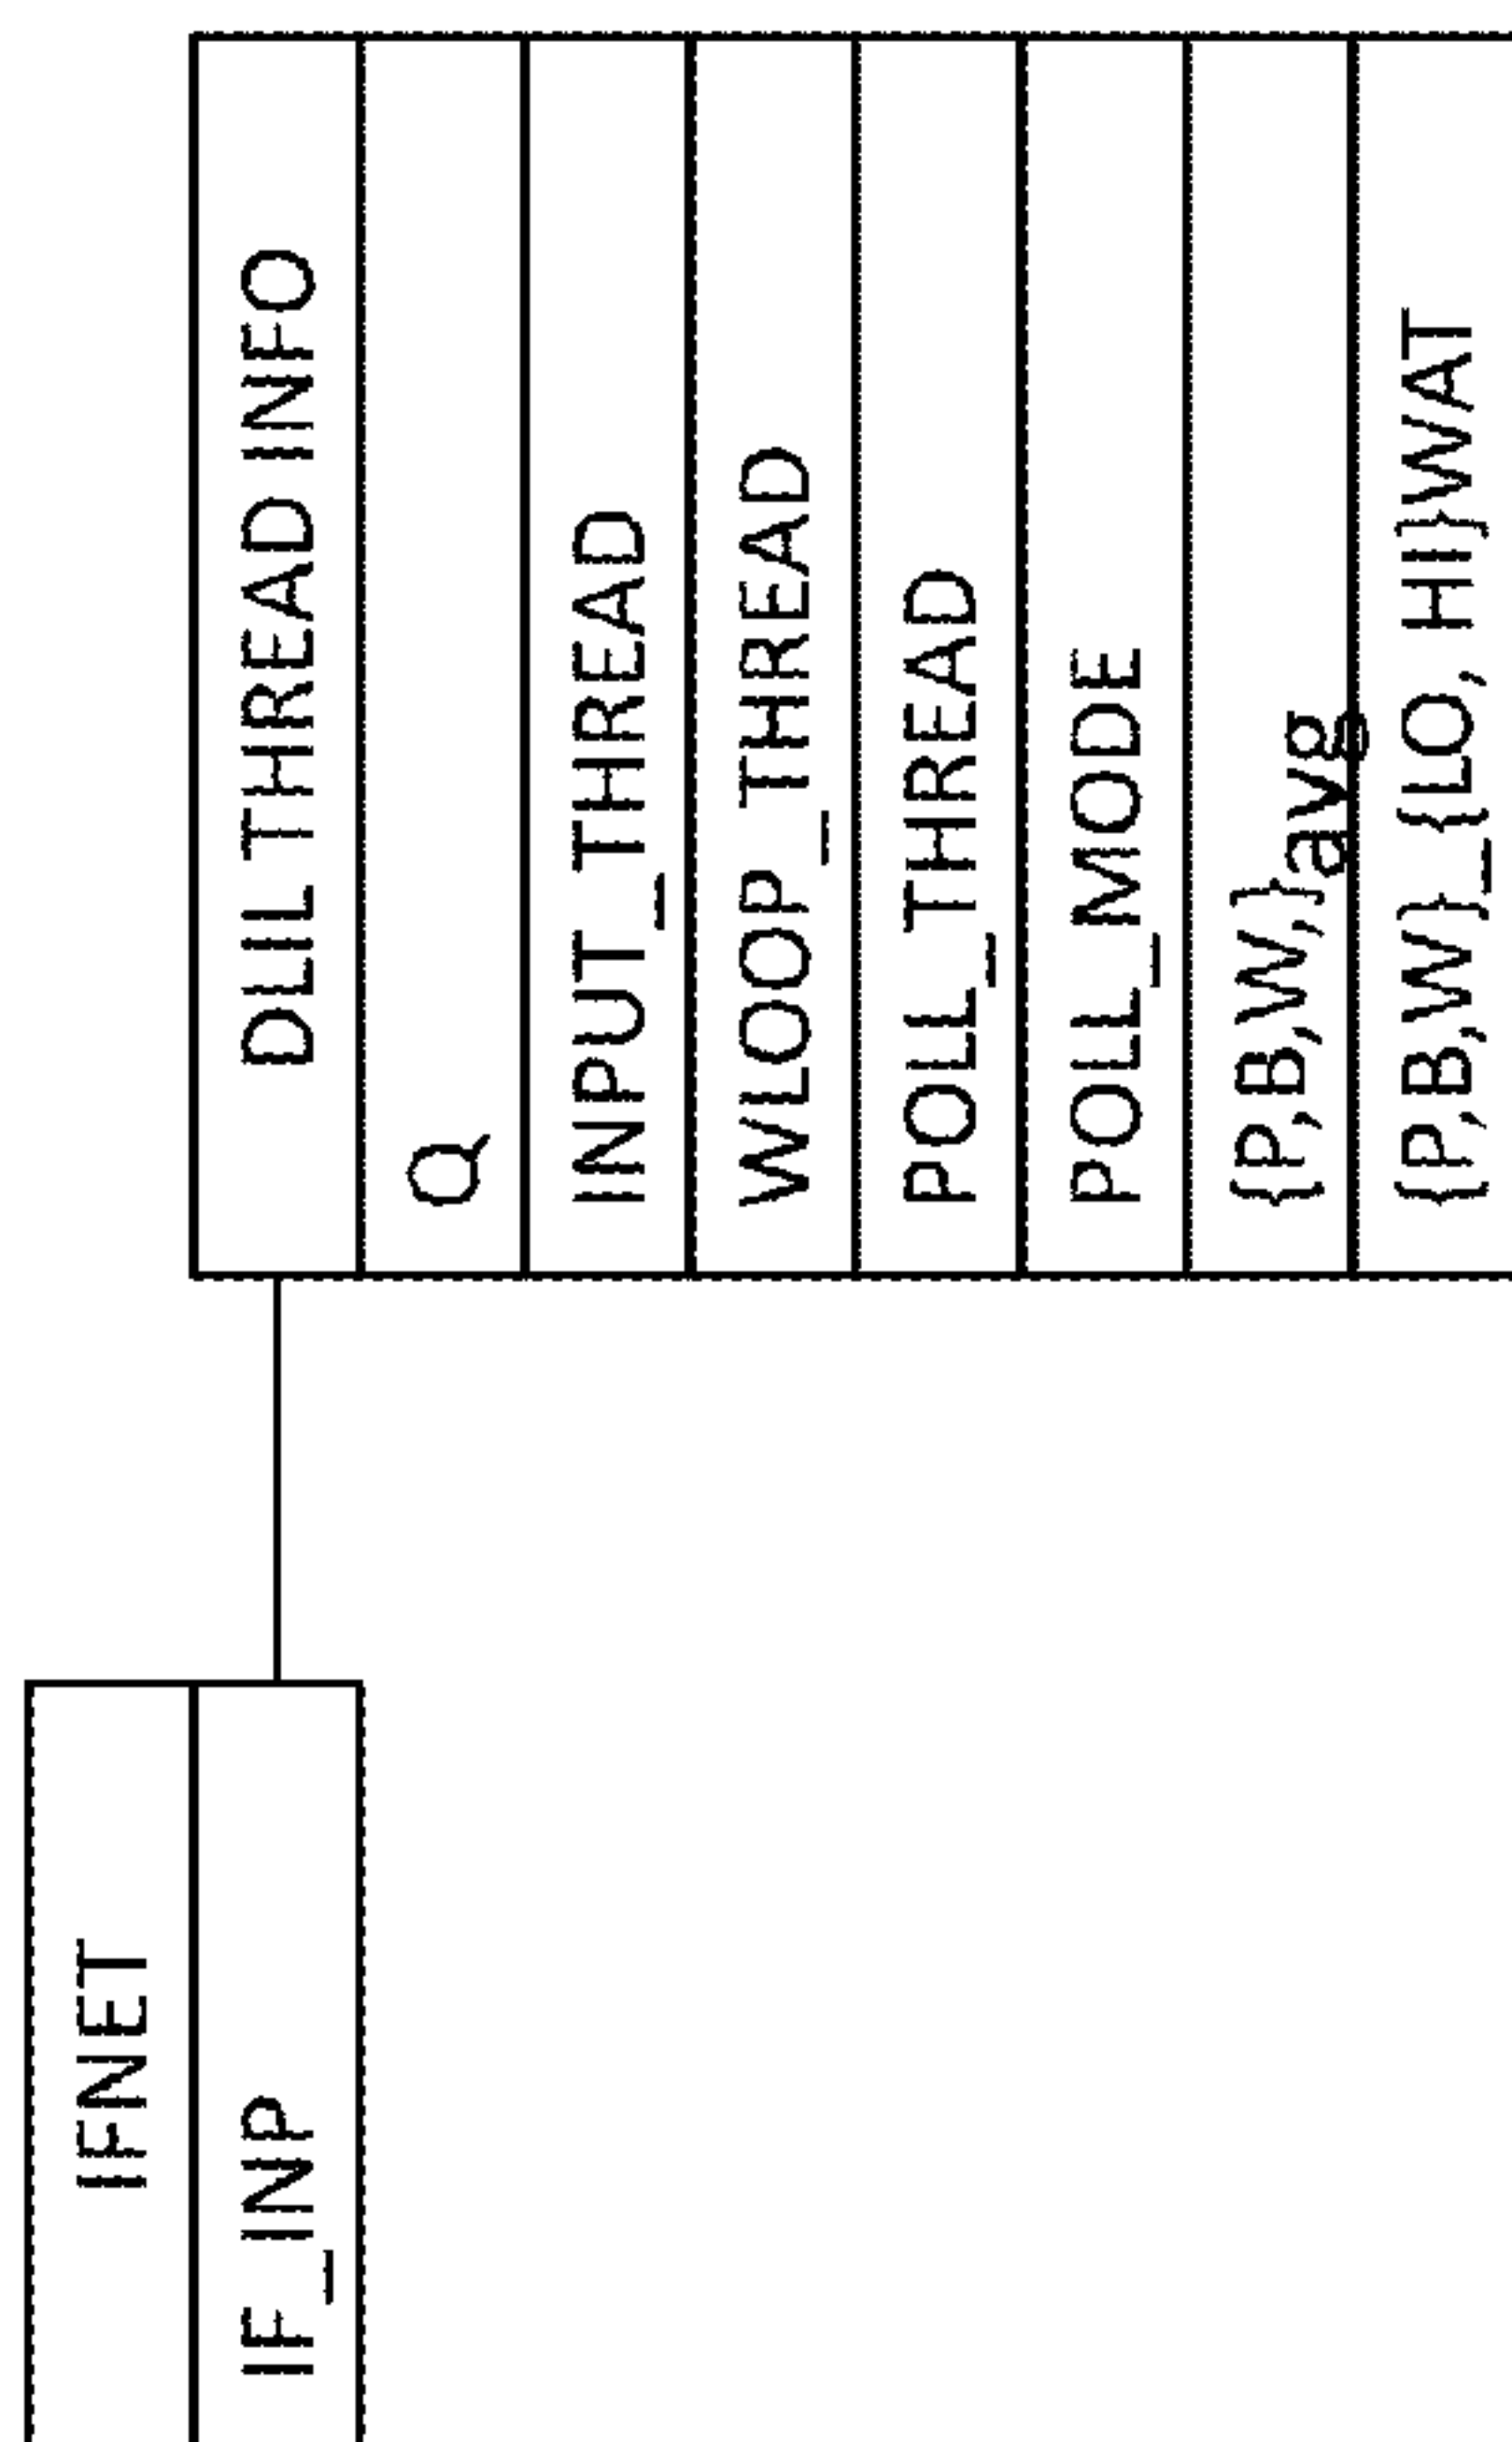 IFNET
IF_INP
DLIL THREAD INFO
Q
INPUT_THREAD
WLOOP_THREAD
POLL_THREAD
POLL_MODE
{P,B,W,}avg
{P,B,W}_{LO, HI}WAT